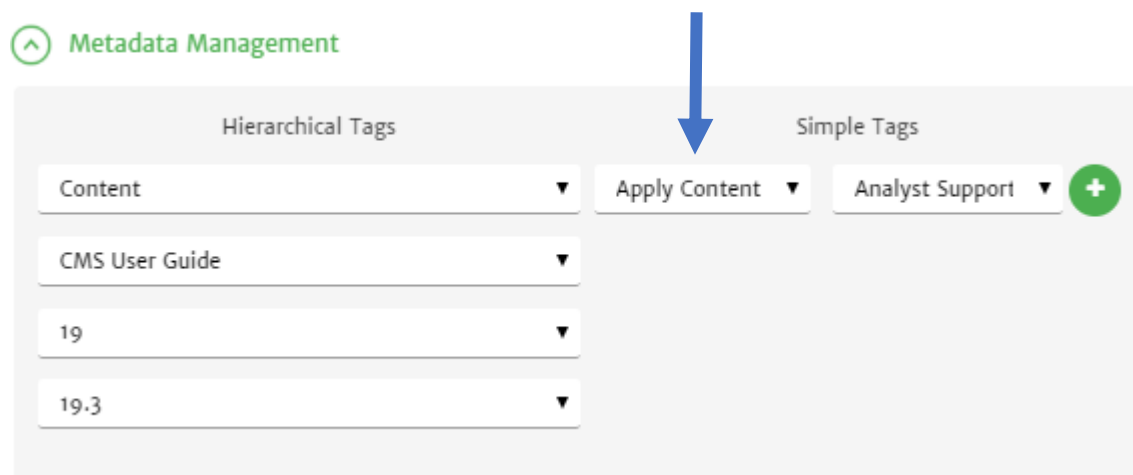 Metadata Management
Hierarchical Tags Simple Tags
Content Apply Content Analyst Support
CMS User Guide
19
19.3